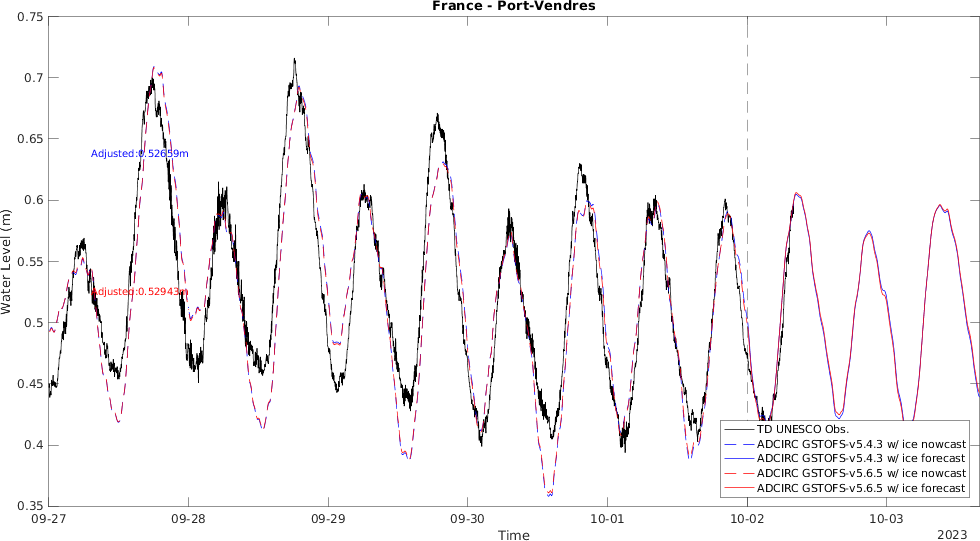 France - Port-Vendres
0.75
0.7
0.65
0.6
0.55
0.5
0.45
0.4
0.35
Water Level (m)
Adjusted:0.52659m
Adjusted:0.52943m
TD UNESCO Obs.
ADCIRC GSTOFS-v5.4.3 w/ ice nowcast
ADCIRC GSTOFS-v5.4.3 w/ ice forecast
ADCIRC GSTOFS-v5.6.5 w/ ice nowcast
ADCIRC GSTOFS-v5.6.5 w/ ice forecast
09-27 09-28 09-29 09-30 10-01 10-02 10-03
Time
2023